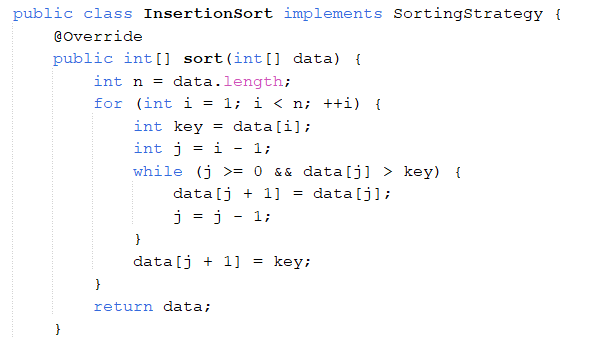 public class InsertionSort implements SortingStrategy {
    @Override
    public int[] sort(int[] data) {
        int n = data.length;
        for (int i = 1; i < n; ++i) {
            int key = data[i];
            int j = i - 1;
            while (j >= 0 && data[j] > key) {
                data[j + 1] = data[j];
                j = j - 1;
            }
            data[j + 1] = key;
        }
        return data;
    }